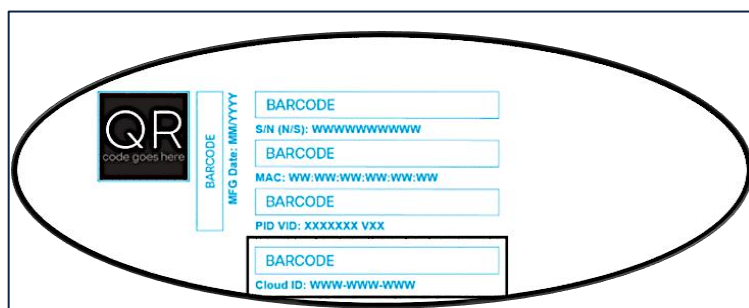 QR
code goes here
BARCODE
MFG Date: MM/YYYY
BARCODE
S/N (N/S): WWWWWWWWWWW
BARCODE
MAC: WW:WW:WW:WW:WW:WW
BARCODE
PID VID: XXXXXXX VXX
BARCODE
Cloud ID: WWW-WWW-WWW